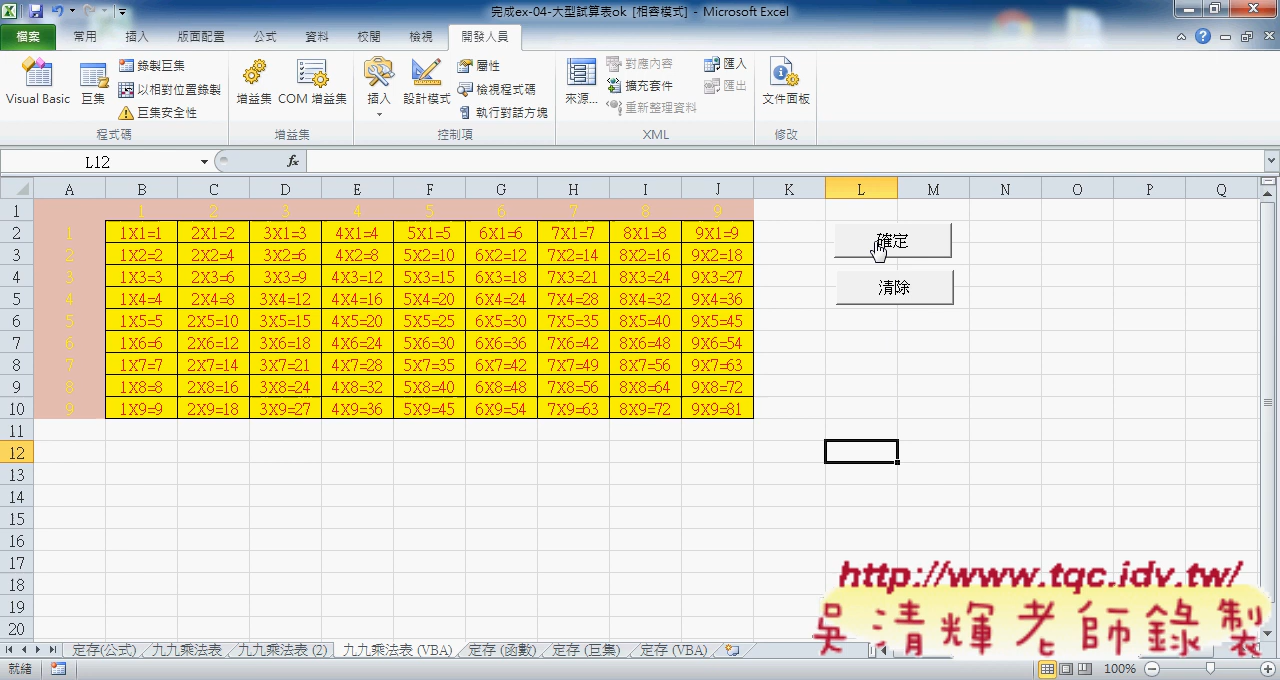 完成ex-04-大型試算表ok [相容模式] - Microsoft Excel
檔案 常用 插入 版面配置 公式 資料 校閱 檢視 開發人員
Visual Basic 巨集 錄製巨集 以相對位置錄製 巨集安全性 程式碼
增益集 COM 增益集 增益集
插入 設計模式 屬性 檢視程式碼 執行對話方塊 控制項
來源... 對應內容 擴充套件 重新整理資料 匯入 匯出 XML
文件面板 修改
L12 fx
A B C D E F G H I J K L M N O P Q
1 1 2 3 4 5 6 7 8 9
2 1 1X1=1 2X1=2 3X1=3 4X1=4 5X1=5 6X1=6 7X1=7 8X1=8 9X1=9
3 2 1X2=2 2X2=4 3X2=6 4X2=8 5X2=10 6X2=12 7X2=14 8X2=16 9X2=18
4 3 1X3=3 2X3=6 3X3=9 4X3=12 5X3=15 6X3=18 7X3=21 8X3=24 9X3=27
5 4 1X4=4 2X4=8 3X4=12 4X4=16 5X4=20 6X4=24 7X4=28 8X4=32 9X4=36
6 5 1X5=5 2X5=10 3X5=15 4X5=20 5X5=25 6X5=30 7X5=35 8X5=40 9X5=45
7 6 1X6=6 2X6=12 3X6=18 4X6=24 5X6=30 6X6=36 7X6=42 8X6=48 9X6=54
8 7 1X7=7 2X7=14 3X7=21 4X7=28 5X7=35 6X7=42 7X7=49 8X7=56 9X7=63
9 8 1X8=8 2X8=16 3X8=24 4X8=32 5X8=40 6X8=48 7X8=56 8X8=64 9X8=72
10 9 1X9=9 2X9=18 3X9=27 4X9=36 5X9=45 6X9=54 7X9=63 8X9=72 9X9=81
確定
清除
11
12
13
14
15
16
17
18
19
20
http://www.tqc.idv.tw/
吳清輝老師錄製
定存(公式) 九九乘法表 九九乘法表 (2) 九九乘法表 (VBA) 定存 (函數) 定存 (巨集) 定存 (VBA)
就緒 100%